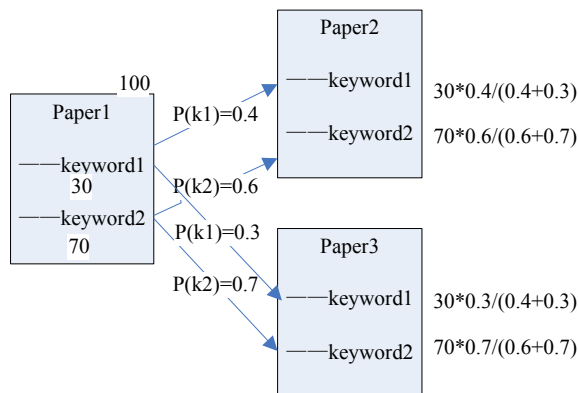 Paper2
——keyword1
——keyword2
30*0.4/(0.4+0.3)
70*0.6/(0.6+0.7)
100
Paper1
——keyword1
30
——keyword2
70
P(k1)=0.4
P(k2)=0.6
P(k1)=0.3
P(k2)=0.7
Paper3
——keyword1
——keyword2
30*0.3/(0.4+0.3)
70*0.7/(0.6+0.7)